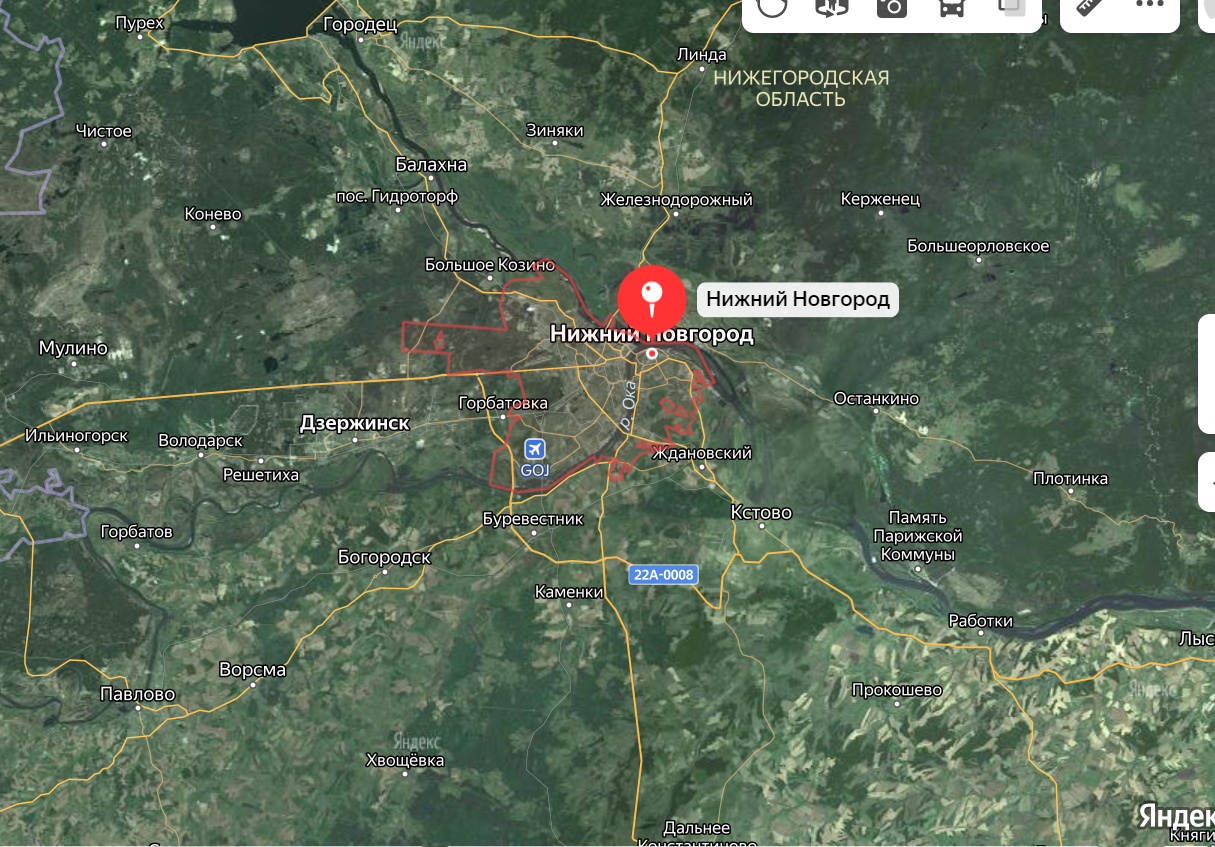 Пурех
Городец
Яндекс
Линда
НИЖЕГОРОДСКАЯ
ОБЛАСТЬ
Чистое
Зиняки
Балахна
пос. Гидроторф
Железнодорожный
Керженец
Конево
Большеорловское
Большое Козино
Нижний Новгород
Нижний Новгород
Мулино
р. Ока
Горбатовка
Останкино
Дзержинск
Ильиногорск
Володарск
Решетиха
GOJ
Ждановский
Плотинка
Кстово
Буревестник
Горбатов
Память
Парижской
Коммуны
Богородск
22А-0008
Каменки
Работки
Лыс
Ворсма
Павлово
Прокошево
Яндекс
Яндекс
Хвощёвка
Яндек
Дальнее
Константиново
Княги